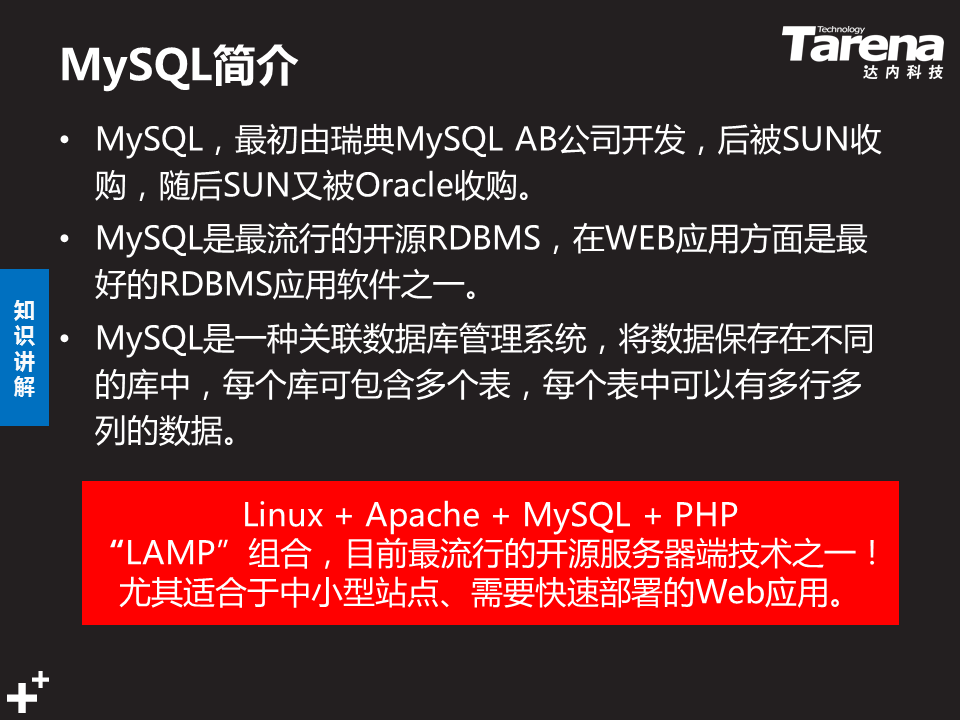 MySQL简介
Technology
Tarena
达内科技
• MySQL，最初由瑞典MySQL AB公司开发，后被SUN收
购，随后SUN又被Oracle收购。
• MySQL是最流行的开源RDBMS，在WEB应用方面是最
好的RDBMS应用软件之一。
知
识
讲
解
• MySQL是一种关联数据库管理系统，将数据保存在不同
的库中，每个库可包含多个表，每个表中可以有多行多
列的数据。
Linux + Apache + MySQL + PHP
“LAMP”组合，目前最流行的开源服务器端技术之一！
尤其适合于中小型站点、需要快速部署的Web应用。